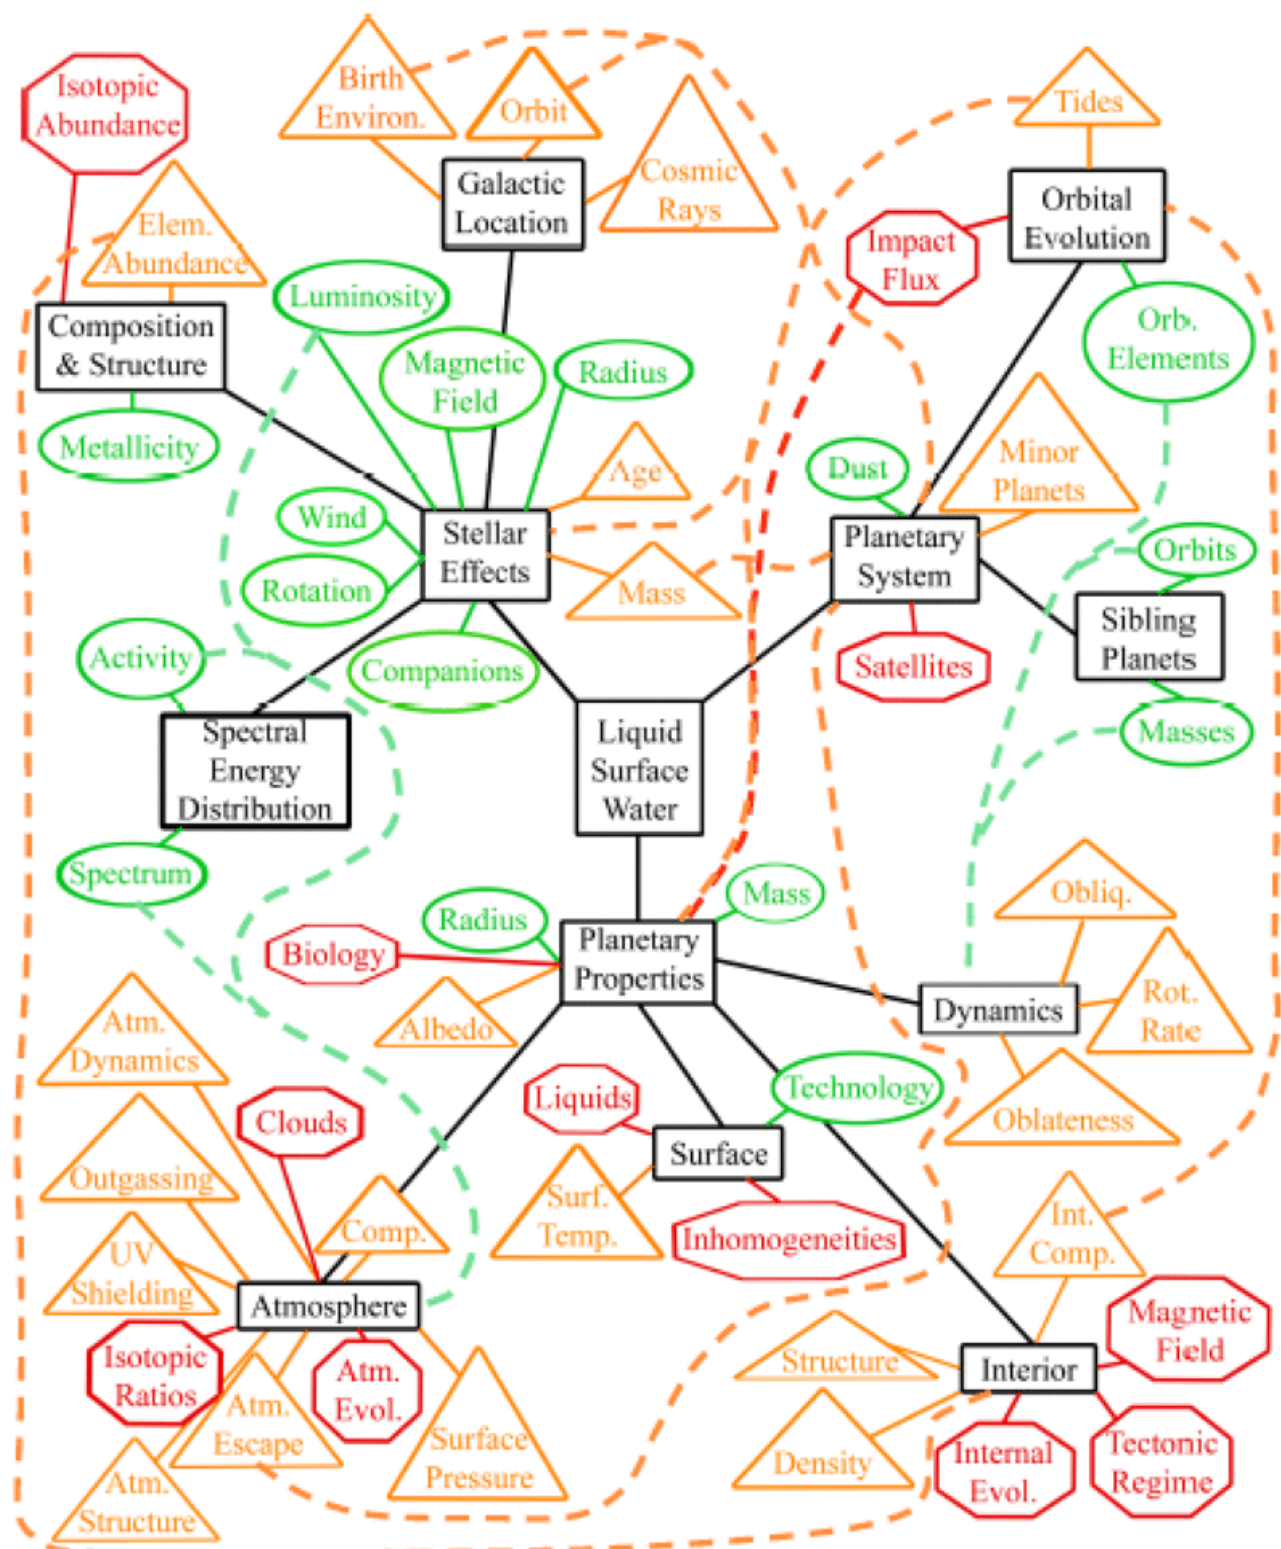 Isotopic
Abundance
Birth
Environ.
Orbit
Tides
Galactic
Location
Cosmic
Rays
Orbital
Evolution
Elem.
Abundance
Impact
Flux
Luminosity
Composition
& Structure
Magnetic
Field
Radius
Orb.
Elements
Metallicity
Age
Dust
Minor
Planets
Wind
Stellar
Effects
Planetary
System
Orbits
Rotation
Mass
Sibling
Planets
Activity
Companions
Satellites
Spectral
Energy
Distribution
Liquid
Surface
Water
Masses
Spectrum
Radius
Mass
Obliq.
Biology
Planetary
Properties
Albedo
Dynamics
Rot.
Rate
Atm.
Dynamics
Clouds
Liquids
Technology
Oblateness
Outgassing
Surface
Comp.
Surf.
Temp.
Inhomogeneities
Int.
Comp.
UV
Shielding
Atmosphere
Magnetic
Field
Isotopic
Ratios
Atm.
Evol.
Structure
Interior
Atm.
Escape
Surface
Pressure
Density
Internal
Evol.
Tectonic
Regime
Atm.
Structure